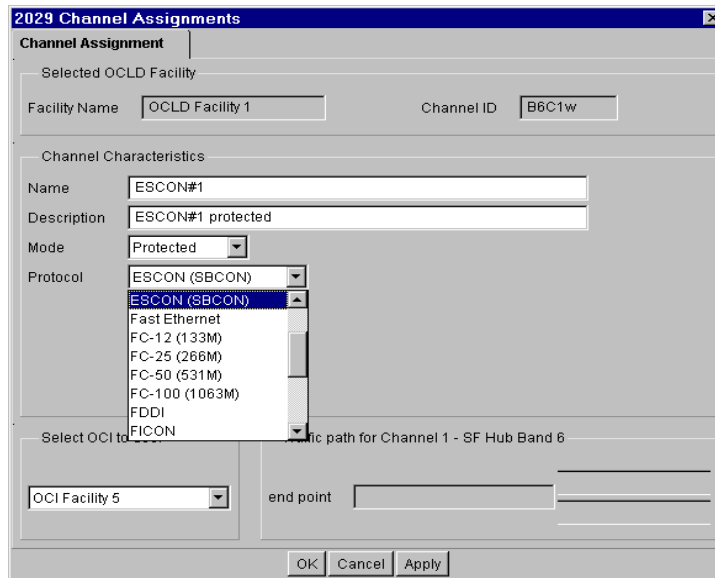 2029 Channel Assignments
Channel Assignment
Selected OCLD Facility
Facility Name OCLD Facility 1 Channel ID B6C1w
Channel Characteristics
Name ESCON#1
Description ESCON#1 protected
Mode Protected
Protocol ESCON (SBCON)
ESCON (SBCON)
Fast Ethernet
FC-12 (133M)
FC-25 (266M)
FC-50 (531M)
FC-100 (1063M)
FDDI
FICON
Select OCI to path for Channel 1 - SF Hub Band 6
OCI Facility 5 end point
OK Cancel Apply